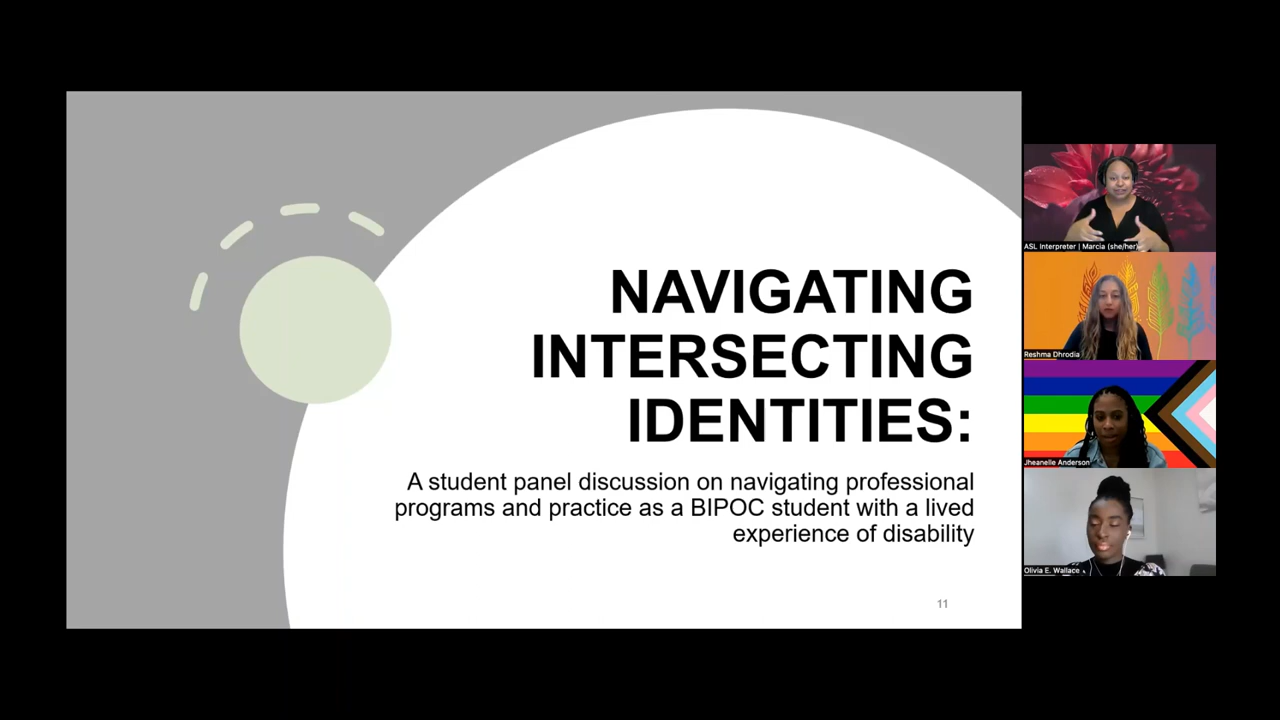 NAVIGATING
INTERSECTING
IDENTITIES:
A student panel discussion on navigating professional
programs and practice as a BIPOC student with a lived
experience of disability
11
ASL Interpreter | Marcia (she/her)
Reshma Dhrodia
Jheanelle Anderson
Olivia E. Wallace